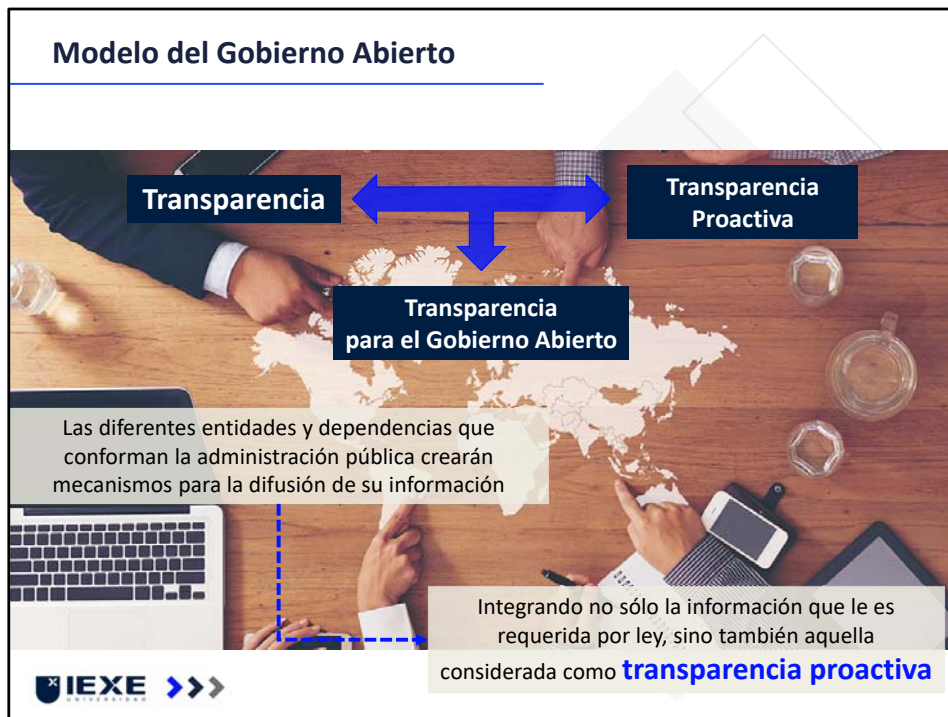 Modelo del Gobierno Abierto
Transparencia
Transparencia
Proactiva
Transparencia
para el Gobierno Abierto
Las diferentes entidades y dependencias que
conforman la administración pública crearán
mecanismos para la difusión de su información
Integrando no sólo la información que le es
requerida por ley, sino también aquella
considerada como transparencia proactiva
IEXE
UNIVERSIDAD